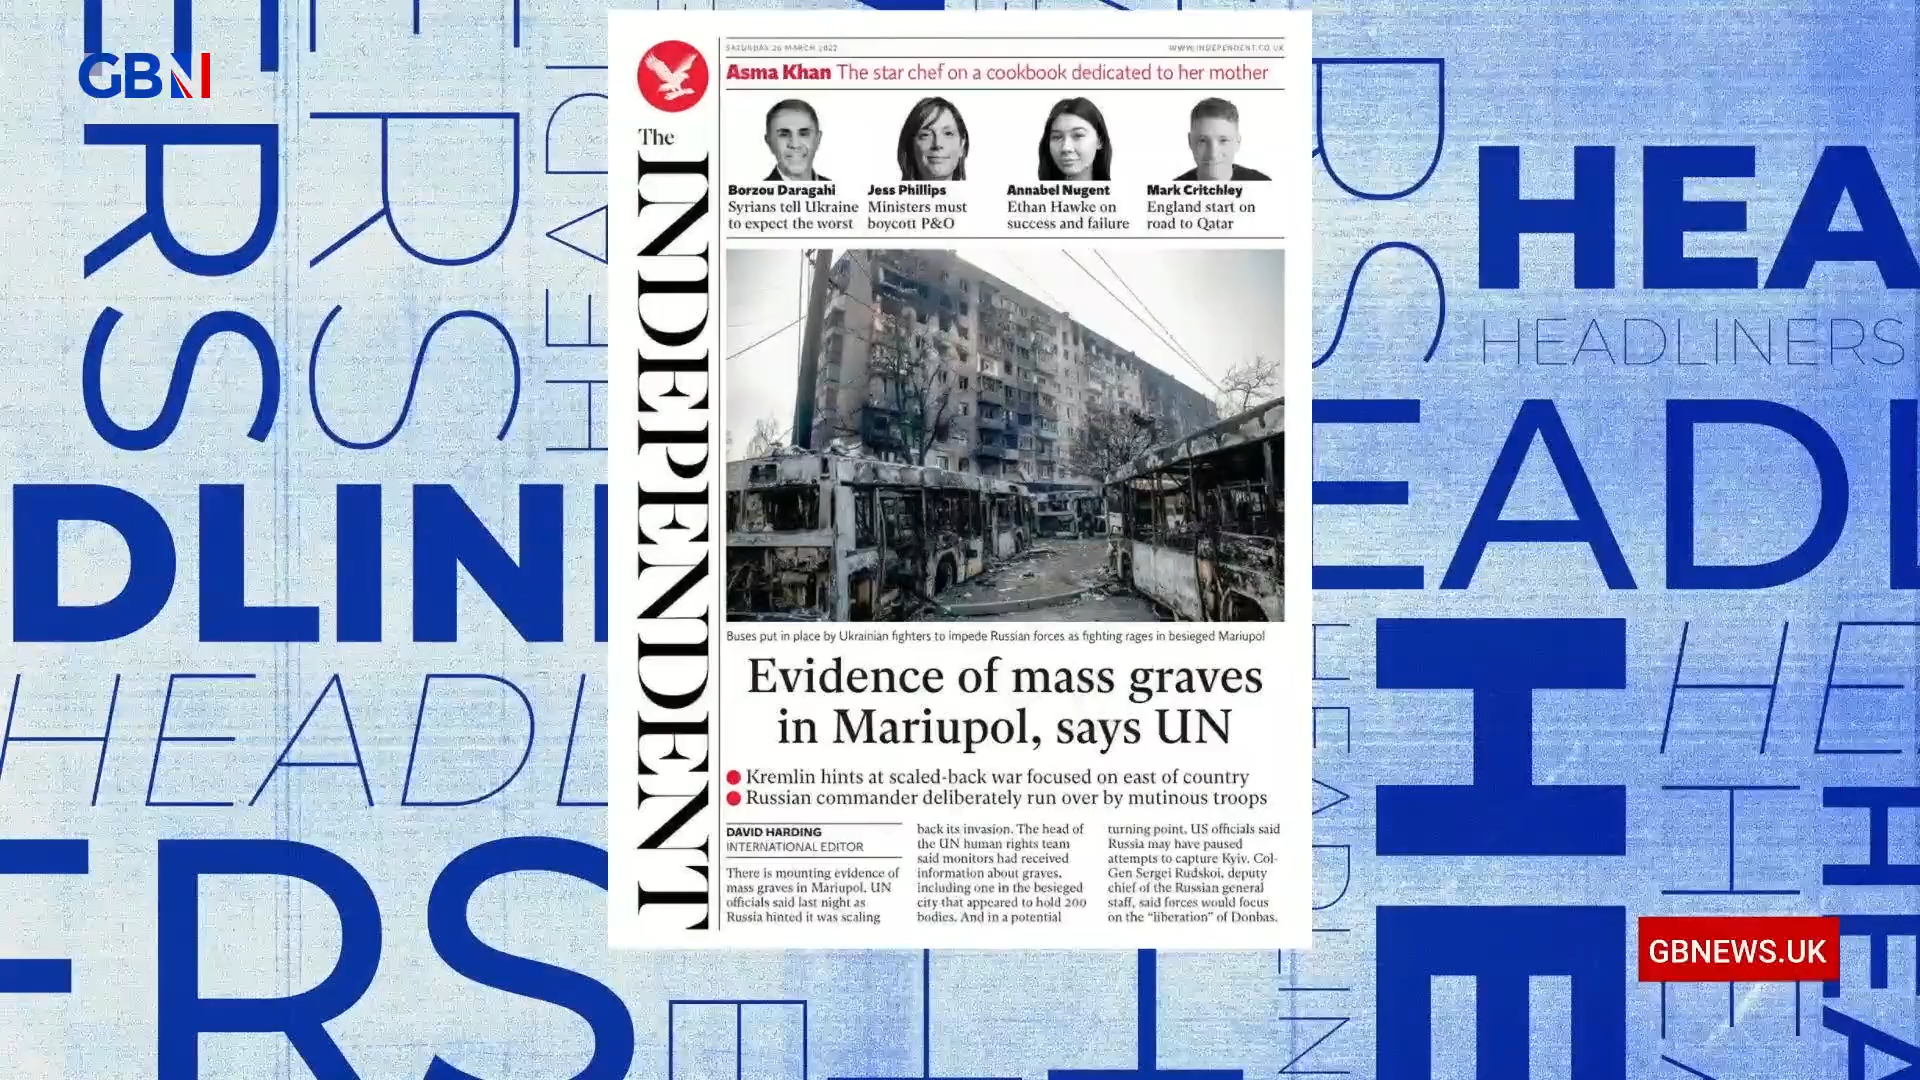 GBN
SATURDAY 26 MARCH 2022
WWW.INDEPENDENT.CO.UK
Asma Khan The star chef on a cookbook dedicated to her mother
The
INDEPENDENT
Borzou Daragahi
Syrians tell Ukraine
to expect the worst
Jess Phillips
Ministers must
boycott P&O
Annabel Nugent
Ethan Hawke on
success and failure
Mark Critchley
England start on
road to Qatar
Buses put in place by Ukrainian fighters to impede Russian forces as fighting rages in besieged Mariupol
Evidence of mass graves
in Mariupol, says UN
Kremlin hints at scaled-back war focused on east of country
Russian commander deliberately run over by mutinous troops
DAVID HARDING
INTERNATIONAL EDITOR
There is mounting evidence of
mass graves in Mariupol, UN
officials said last night as
Russia hinted it was scaling
back its invasion. The head of
the UN human rights team
said monitors had received
information about graves,
including one in the besieged
city that appeared to hold 200
bodies. And in a potential
turning point, US officials said
Russia may have paused
attempts to capture Kyiv. Col-
Gen Sergei Rudskoi, deputy
chief of the Russian general
staff, said forces would focus
on the “liberation” of Donbas.
RS
RS
HEAD
DLIN
HEADL
ERS
RS
HEA
HEADLINERS
EADL
HE
HE
HEA
GBNEWS.UK